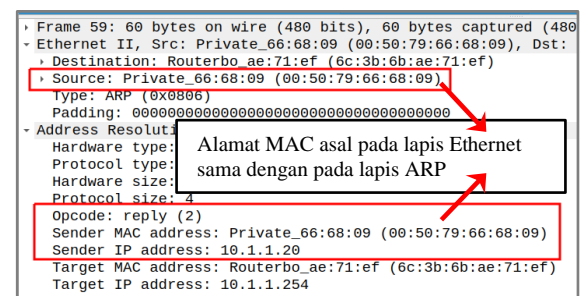 Frame 59: 60 bytes on wire (480 bits), 60 bytes captured (480
Ethernet II, Src: Private_66:68:09 (00:50:79:66:68:09), Dst:
Destination: Routerbo_ae:71:ef (6c:3b:6b:ae:71:ef)
Source: Private_66:68:09 (00:50:79:66:68:09)
Type: ARP (0x0806)
Padding: 000000000000000000000000000000000000
Address Resoluti
Hardware type:
Protocol type:
Hardware size:
Protocol size: 4
Alamat MAC asal pada lapis Ethernet
sama dengan pada lapis ARP
Opcode: reply (2)
Sender MAC address: Private_66:68:09 (00:50:79:66:68:09)
Sender IP address: 10.1.1.20
Target MAC address: Routerbo_ae:71:ef (6c:3b:6b:ae:71:ef)
Target IP address: 10.1.1.254